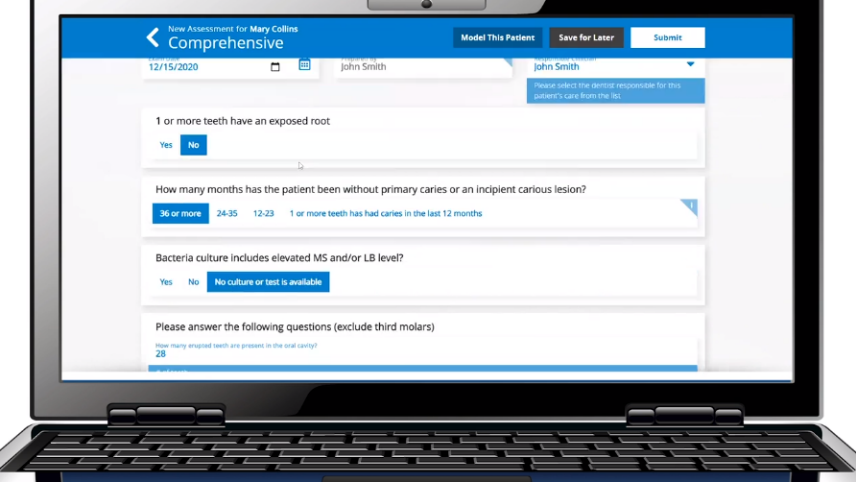 New Assessment for Mary Collins
Comprehensive
Model This Patient
Save for Later
Submit
12/15/2020
John Smith
John Smith
Please select the dentist responsible for this
patient's care from the list
1 or more teeth have an exposed root
Yes No
How many months has the patient been without primary caries or an incipient carious lesion?
36 or more 24-35 12-23 1 or more teeth has had caries in the last 12 months
Bacteria culture includes elevated MS and/or LB level?
Yes No No culture or test is available
Please answer the following questions (exclude third molars)
How many erupted teeth are present in the oral cavity?
28